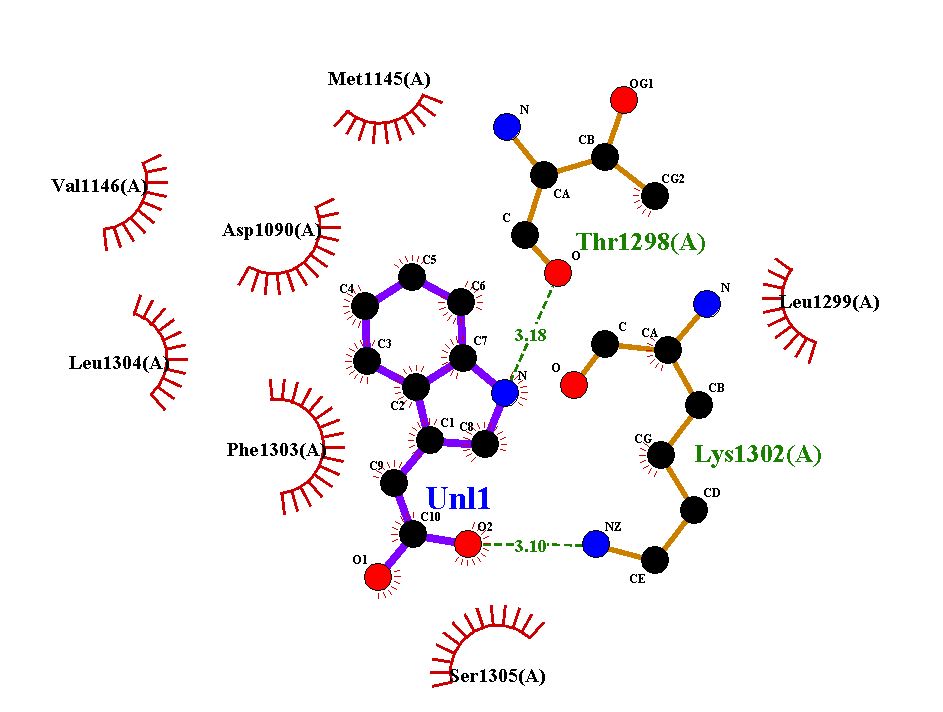 Met1145(A)
OG1
N
CB
CG2
Val1146(A)
CA
Asp1090(A)
C
Thr1298(A)
O
C5
C4
C6
N
Leu1299(A)
C
CA
3.18
C7
C3
Leu1304(A)
O
N
CB
C2
C1
C8
CG
Phe1303(A)
Lys1302(A)
C9
CD
Unl1
C10
O2
NZ
3.10
O1
CE
Ser1305(A)